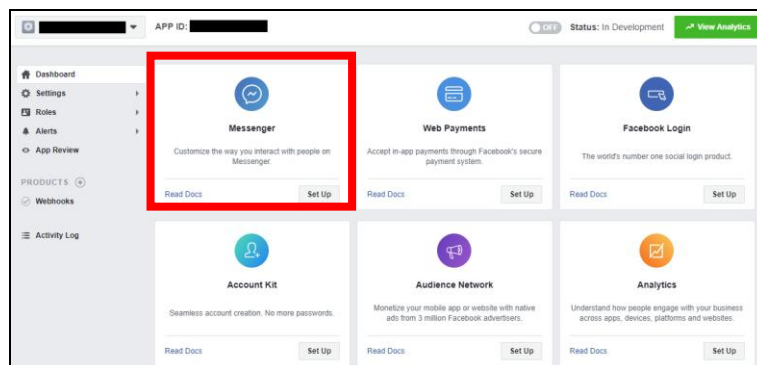 APP ID:
OFF
Status: In Development
View Analytics
Dashboard
Settings
Roles
Alerts
App Review
PRODUCTS
Webhooks
Activity Log
Messenger
Customize the way you interact with people on
Messenger.
Read Docs
Set Up
Web Payments
Accept in-app payments through Facebook's secure
payment system.
Read Docs
Set Up
Facebook Login
The world's number one social login product.
Read Docs
Set Up
Account Kit
Seamless account creation. No more passwords.
Read Docs
Set Up
Audience Network
Monetize your mobile app or website with native
ads from 3 million Facebook advertisers.
Read Docs
Set Up
Analytics
Understand how people engage with your business
across apps, devices, platforms and websites.
Read Docs
Set Up